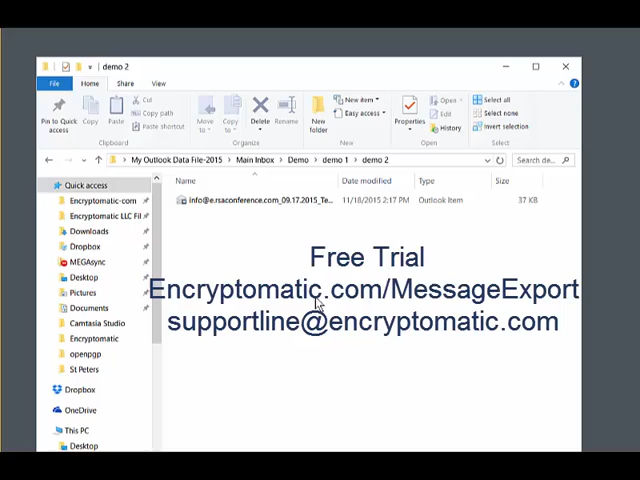 demo 2
File Home Share View
Pin to Quick access
Copy
Paste
Cut
Copy path
Paste shortcut
Clipboard
Move to
Copy to
Delete
Rename
Organize
New folder
New item
Easy access
New
Properties
Open
Edit
History
Open
Select all
Select none
Invert selection
Select
My Outlook Data File-2015 Main Inbox Demo demo 1 demo 2
Search de...
Name Date modified Type Size
info@e.rsaconference.com_09.17.2015_Te... 11/18/2015 2:17 PM Outlook Item 37 KB
Quick access
Encryptomatic-com
Encryptomatic LLC Fil
Downloads
Dropbox
MEGAsync
Desktop
Pictures
Documents
Camtasia Studio
Encryptomatic
openpgp
St Peters
Dropbox
OneDrive
This PC
Desktop
Free Trial
Encryptomatic.com/MessageExport
supportline@encryptomatic.com